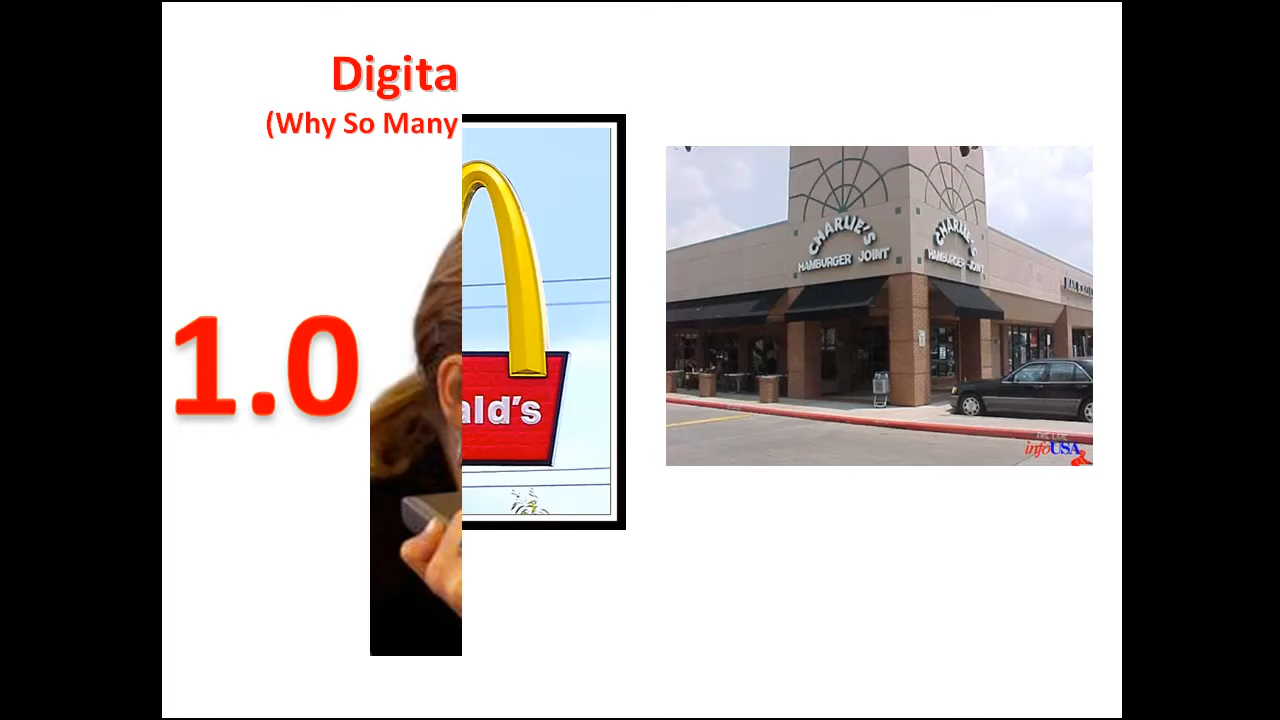 Digita
(Why So Many
1.0
ald's
CHARLIE'S
HAMBURGER JOINT
CHARLIE'S
HAMBURGER JOINT
infoUSA